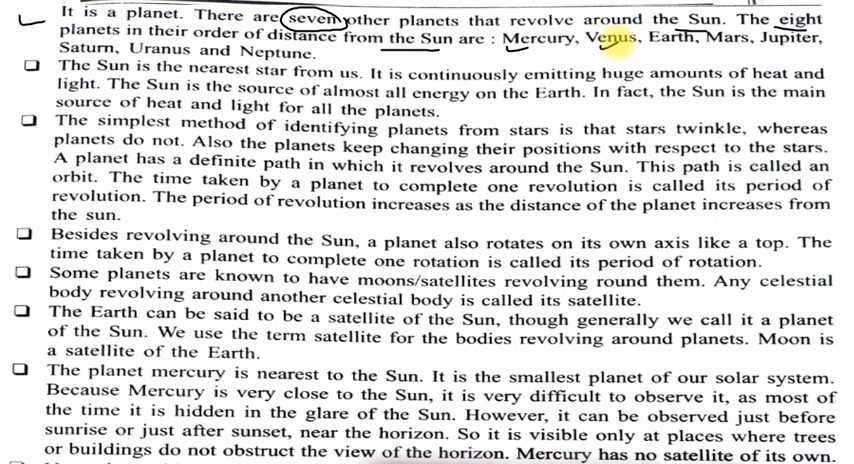 It is a planet. There are seven other planets that revolve around the Sun. The eight
planets in their order of distance from the Sun are : Mercury, Venus, Earth, Mars, Jupiter,
Saturn, Uranus and Neptune.
❑ The Sun is the nearest star from us. It is continuously emitting huge amounts of heat and
light. The Sun is the source of almost all energy on the Earth. In fact, the Sun is the main
source of heat and light for all the planets.
❑ The simplest method of identifying planets from stars is that stars twinkle, whereas
planets do not. Also the planets keep changing their positions with respect to the stars.
A planet has a definite path in which it revolves around the Sun. This path is called an
orbit. The time taken by a planet to complete one revolution is called its period of
revolution. The period of revolution increases as the distance of the planet increases from
the sun.
❑ Besides revolving around the Sun, a planet also rotates on its own axis like a top. The
time taken by a planet to complete one rotation is called its period of rotation.
❑ Some planets are known to have moons/satellites revolving round them. Any celestial
body revolving around another celestial body is called its satellite.
❑ The Earth can be said to be a satellite of the Sun, though generally we call it a planet
of the Sun. We use the term satellite for the bodies revolving around planets. Moon is
a satellite of the Earth.
❑ The planet mercury is nearest to the Sun. It is the smallest planet of our solar system.
Because Mercury is very close to the Sun, it is very difficult to observe it, as most of
the time it is hidden in the glare of the Sun. However, it can be observed just before
sunrise or just after sunset, near the horizon. So it is visible only at places where trees
or buildings do not obstruct the view of the horizon. Mercury has no satellite of its own.